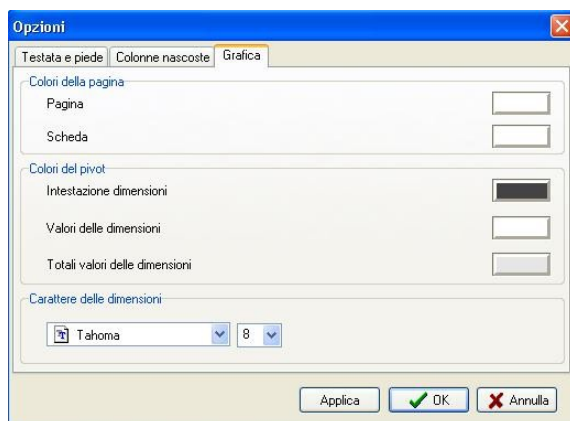 Opzioni
Testata e piede Colonne nascoste Grafica
Colori della pagina
Pagina
Scheda
Colori del pivot
Intestazione dimensioni
Valori delle dimensioni
Totali valori delle dimensioni
Carattere delle dimensioni
Tahoma 8
Applica OK Annulla